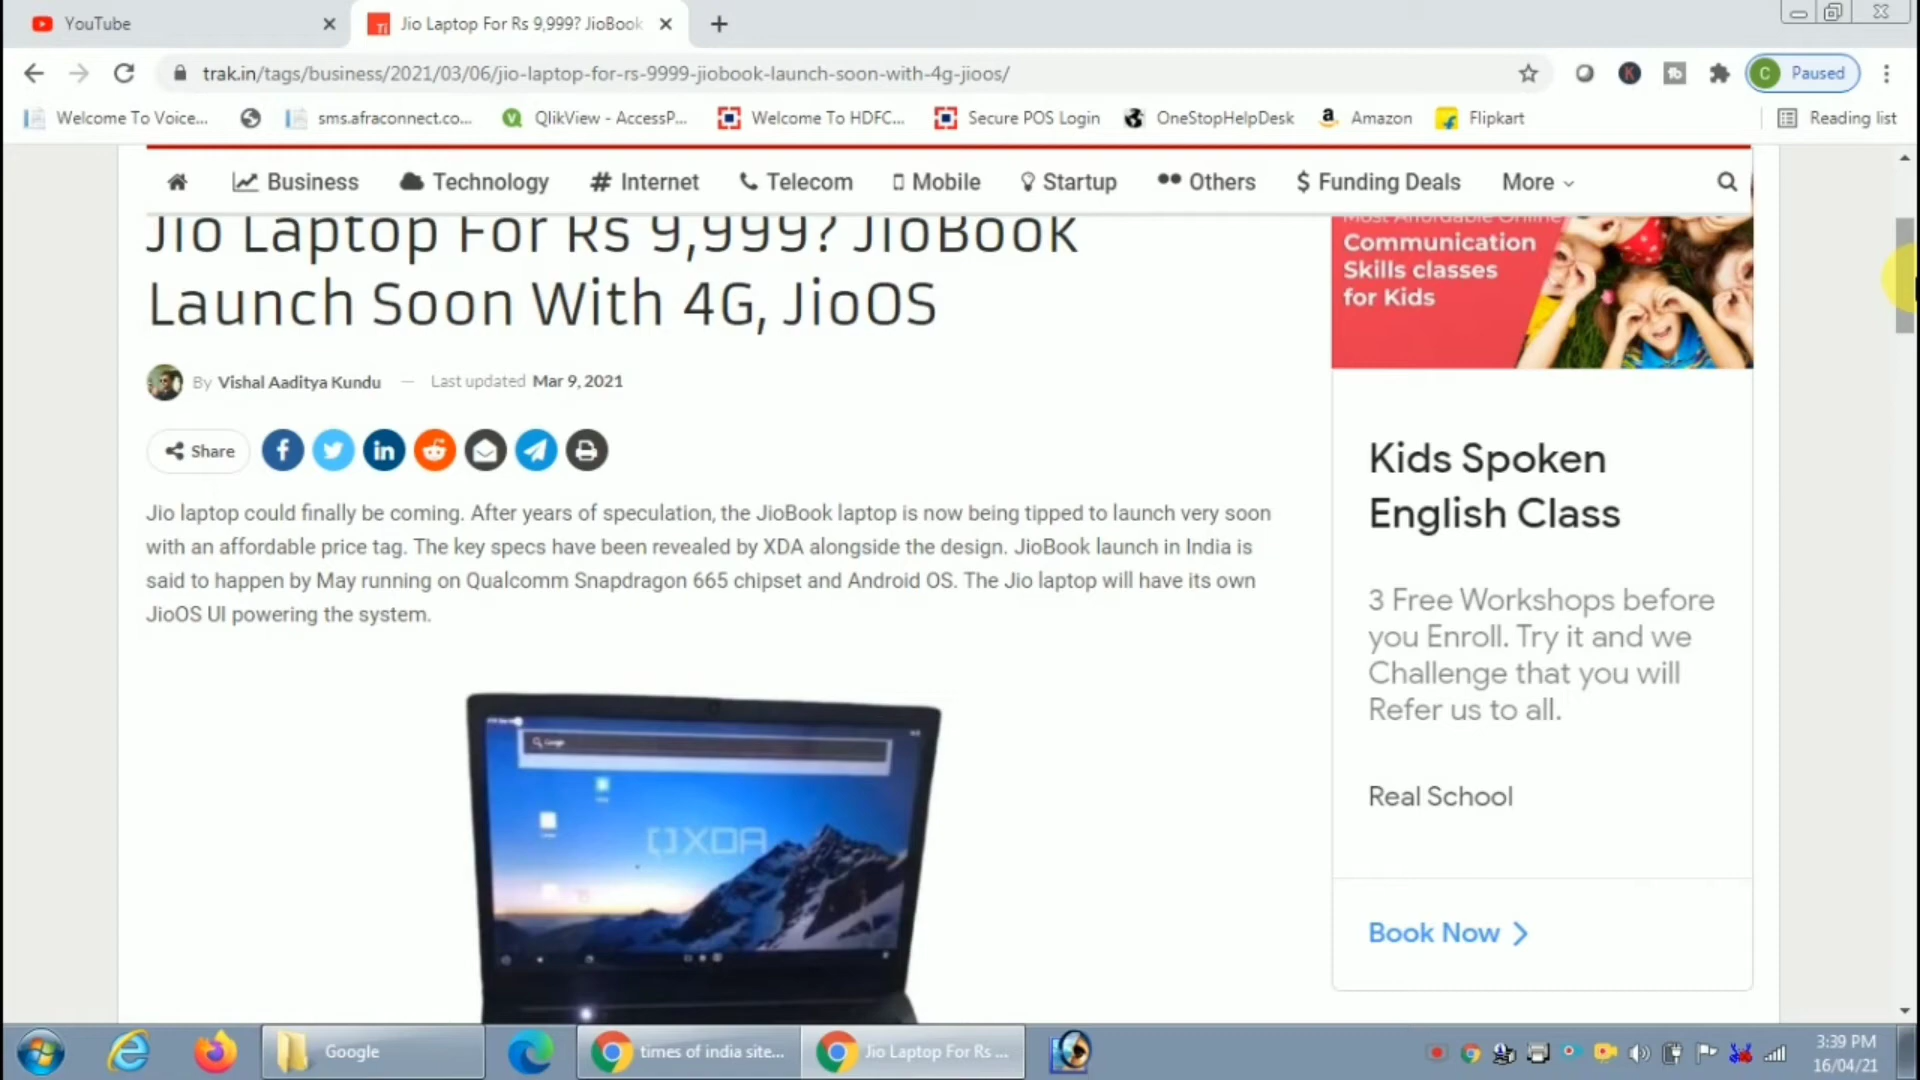 YouTube
Jio Laptop For Rs 9,999? JioBook
trak.in/tags/business/2021/03/06/jio-laptop-for-rs-9999-jiobook-launch-soon-with-4g-jioos/
C Paused
Welcome To Voice... sms.afraconnect.co... QlikView - AccessP... Welcome To HDFC... Secure POS Login OneStopHelpDesk Amazon Flipkart Reading list
Business Technology Internet Telecom Mobile Startup Others Funding Deals More
Jio Laptop For Rs 9,999? JioBook
Launch Soon With 4G, JioOS
By Vishal Aaditya Kundu — Last updated Mar 9, 2021
Share
Jio laptop could finally be coming. After years of speculation, the JioBook laptop is now being tipped to launch very soon
with an affordable price tag. The key specs have been revealed by XDA alongside the design. JioBook launch in India is
said to happen by May running on Qualcomm Snapdragon 665 chipset and Android OS. The Jio laptop will have its own
JioOS UI powering the system.
Google
XDA
Most Affordable Online
Communication
Skills classes
for Kids
Kids Spoken
English Class
3 Free Workshops before
you Enroll. Try it and we
Challenge that you will
Refer us to all.
Real School
Book Now
Google
times of india site...
Jio Laptop For Rs ...
3:39 PM
16/04/21